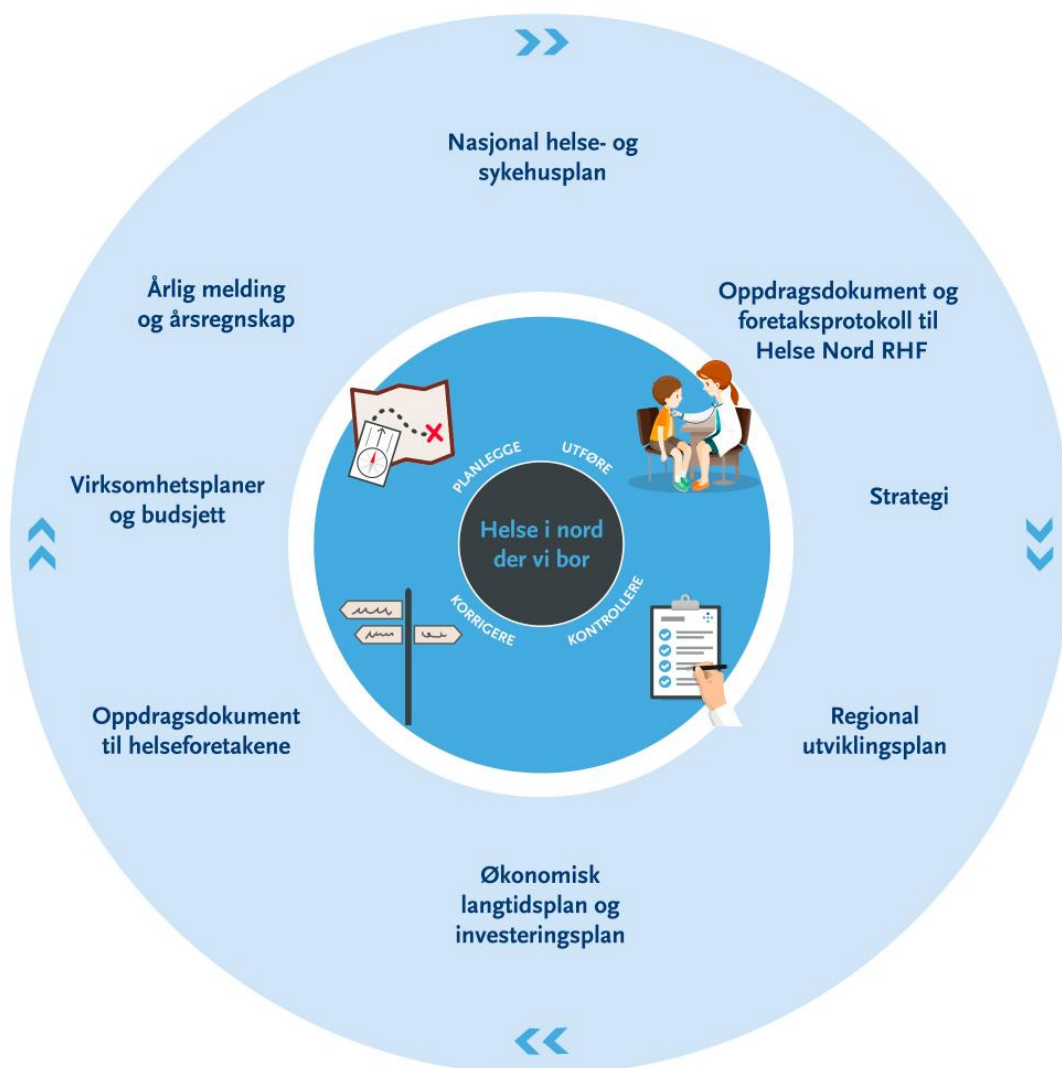 Nasjonal helse- og
sykehusplan
Oppdragsdokument og
foretaksprotokoll til
Helse Nord RHF
Strategi
Regional
utviklingsplan
Økonomisk
langtidsplan og
investeringsplan
Oppdragsdokument
til helseforetakene
Virksomhetsplaner
og budsjett
Årlig melding
og årsregnskap
PLANLEGGE
UTFØRE
KONTROLLERE
KORRIGERE
Helse i nord
der vi bor